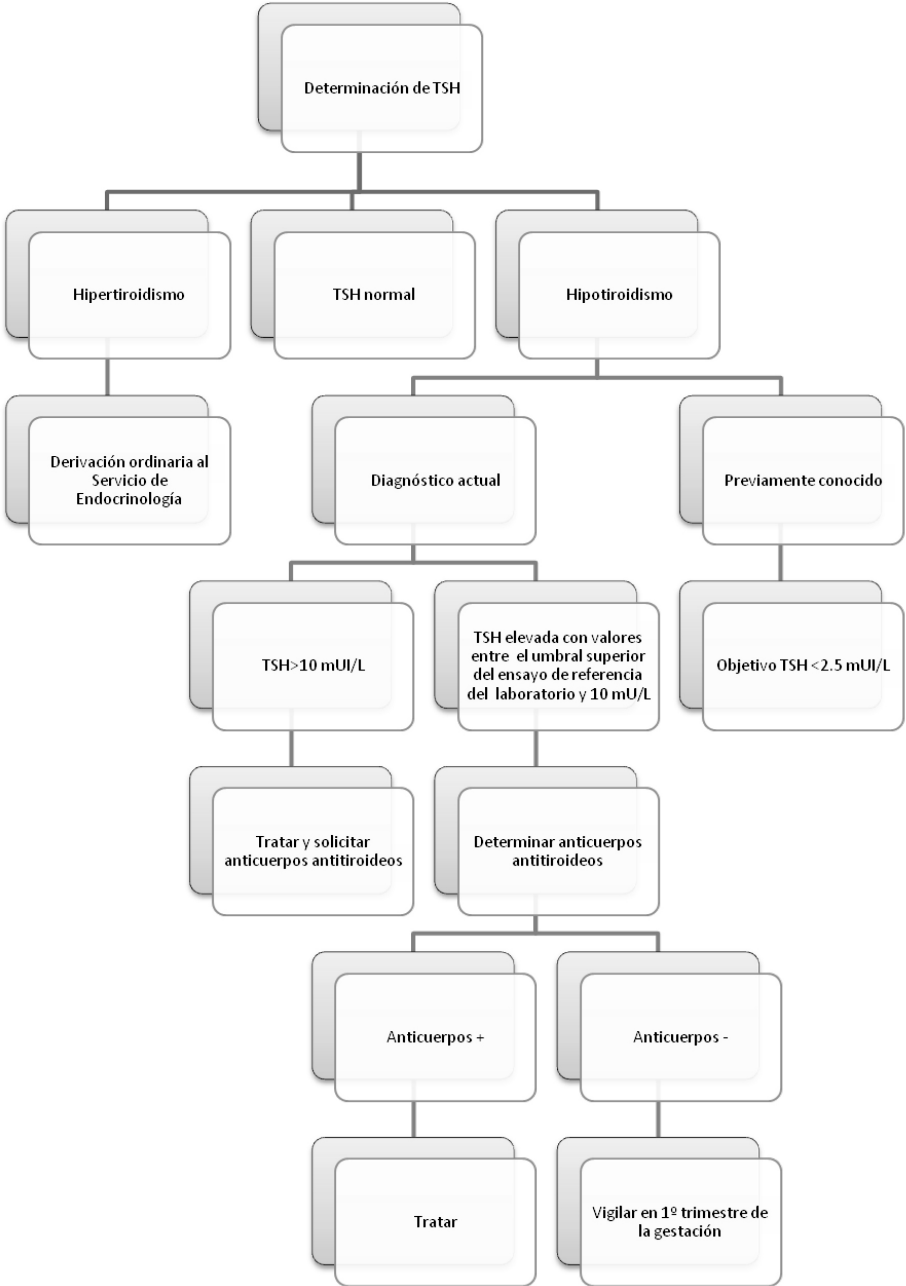 Determinación de TSH
Hipertiroidismo
TSH normal
Hipotiroidismo
Derivación ordinaria al
Servicio de
Endocrinología
Diagnóstico actual
Previamente conocido
TSH>10 mUI/L
TSH elevada con valores
entre el umbral superior
del ensayo de referencia
del laboratorio y 10 mU/L
Objetivo TSH <2.5 mUI/L
Tratar y solicitar
anticuerpos antitiroideos
Determinar anticuerpos
antitiroideos
Anticuerpos +
Anticuerpos -
Tratar
Vigilar en 1º trimestre de
la gestación